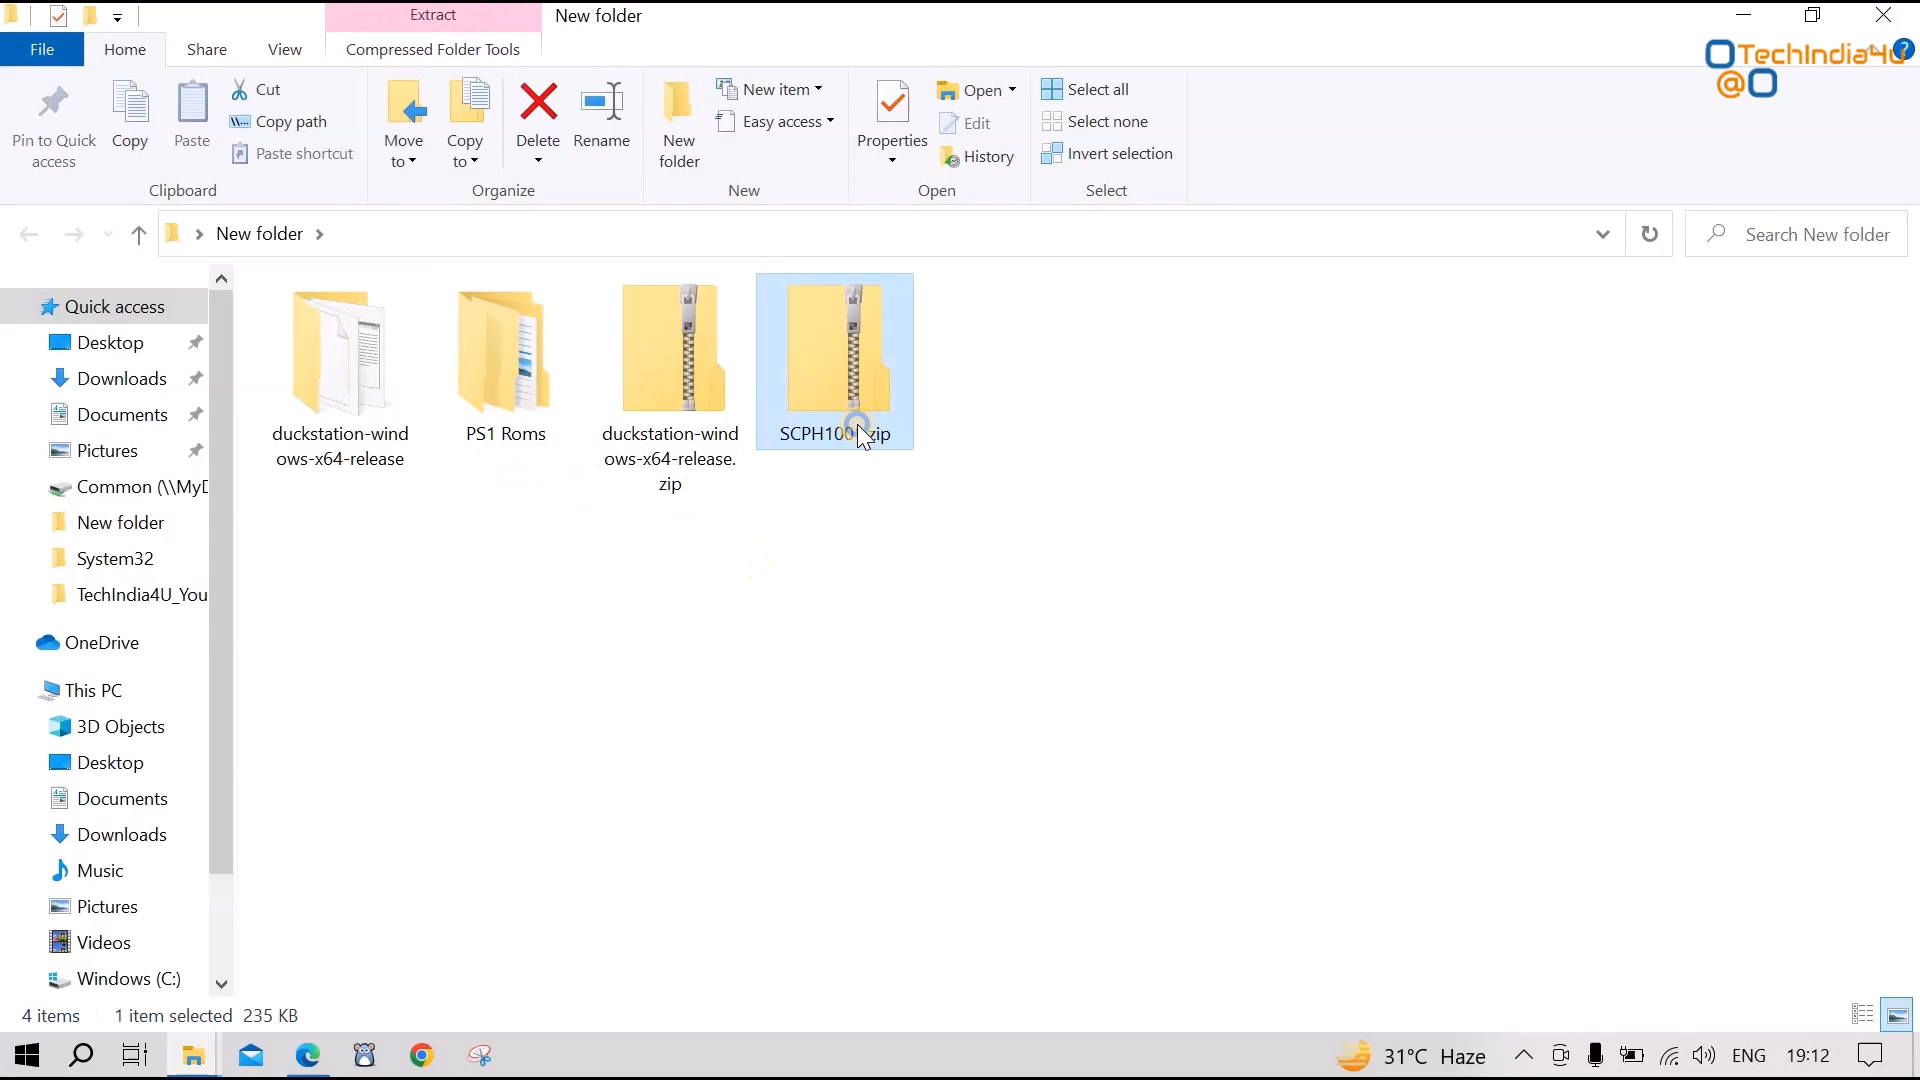 Extract
New folder
File
Home
Share
View
Compressed Folder Tools
TechIndia4U
@
Pin to Quick access
Copy
Paste
Cut
Copy path
Paste shortcut
Clipboard
Move to
Copy to
Delete
Rename
Organize
New folder
New item
Easy access
New
Properties
Open
Edit
History
Open
Select all
Select none
Invert selection
Select
New folder
Search New folder
Quick access
Desktop
Downloads
Documents
Pictures
Common (\\MyD
New folder
System32
TechIndia4U_You
OneDrive
This PC
3D Objects
Desktop
Documents
Downloads
Music
Pictures
Videos
Windows (C:)
duckstation-wind
ows-x64-release
PS1 Roms
duckstation-wind
ows-x64-release.
zip
4 items
1 item selected 235 KB
31°C Haze
ENG
19:12